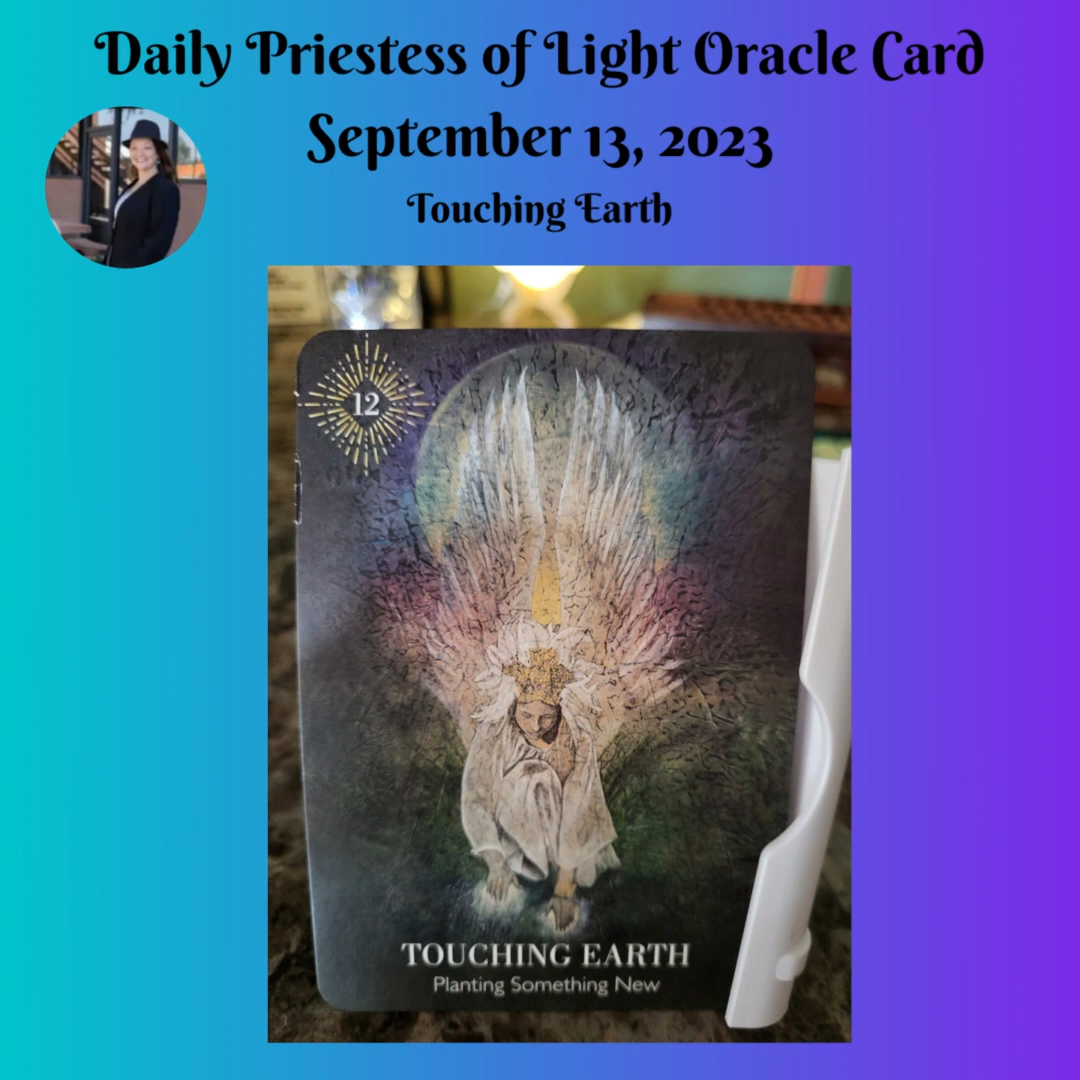 Daily Priestess of Light Oracle Card
September 13, 2023
Touching Earth
12
TOUCHING EARTH
Planting Something New